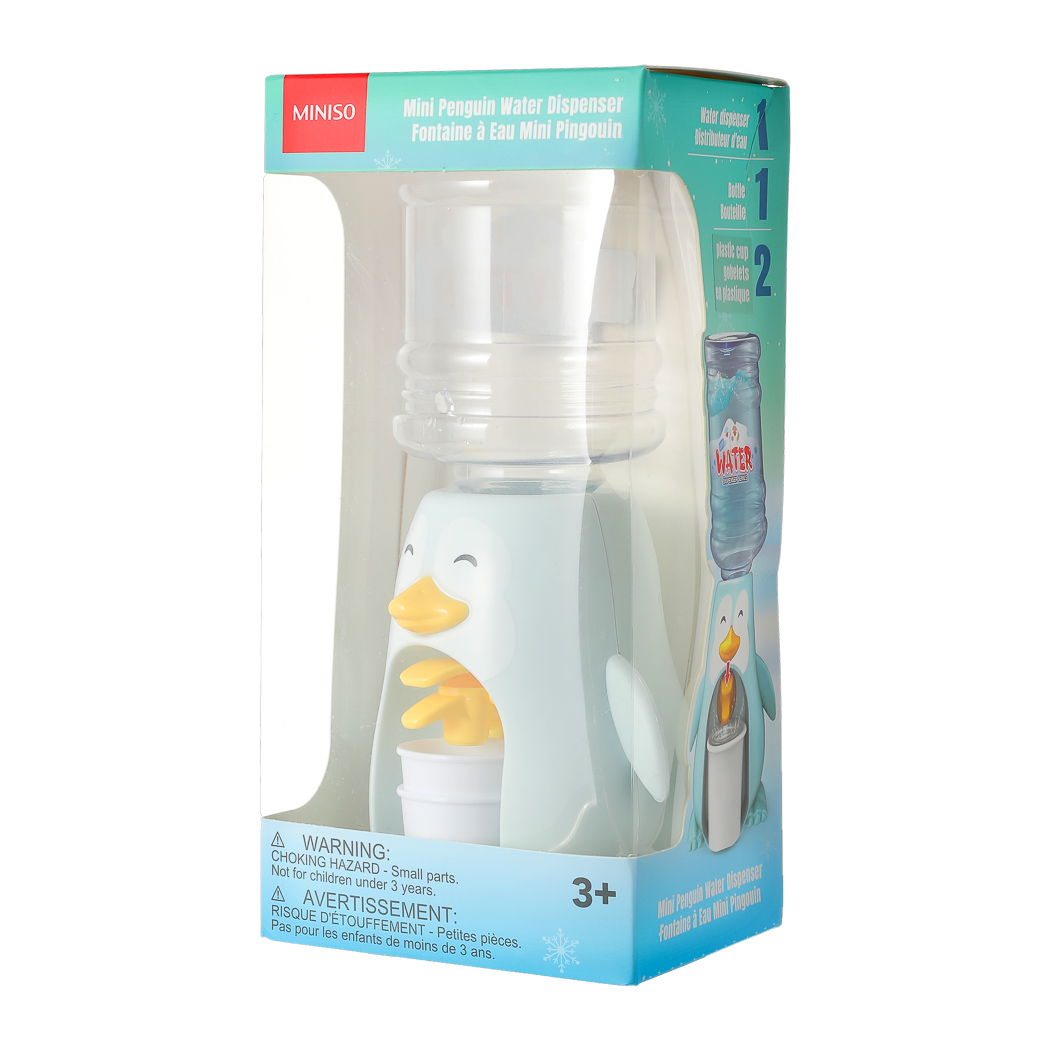 MINISO
Mini Penguin Water Dispenser
Fontaine à Eau Mini Pingouin
Water dispenser
Distributeur d'eau
1
Bottle
Bouteille
1
plastic cup
gobelets
en plastique
2
WATER
WARNING:
CHOKING HAZARD - Small parts.
Not for children under 3 years.
AVERTISSEMENT:
RISQUE D'ÉTOUFFEMENT - Petites pièces.
Pas pour les enfants de moins de 3 ans.
3+
Mini Penguin Water Dispenser
Fontaine à Eau Mini Pingouin